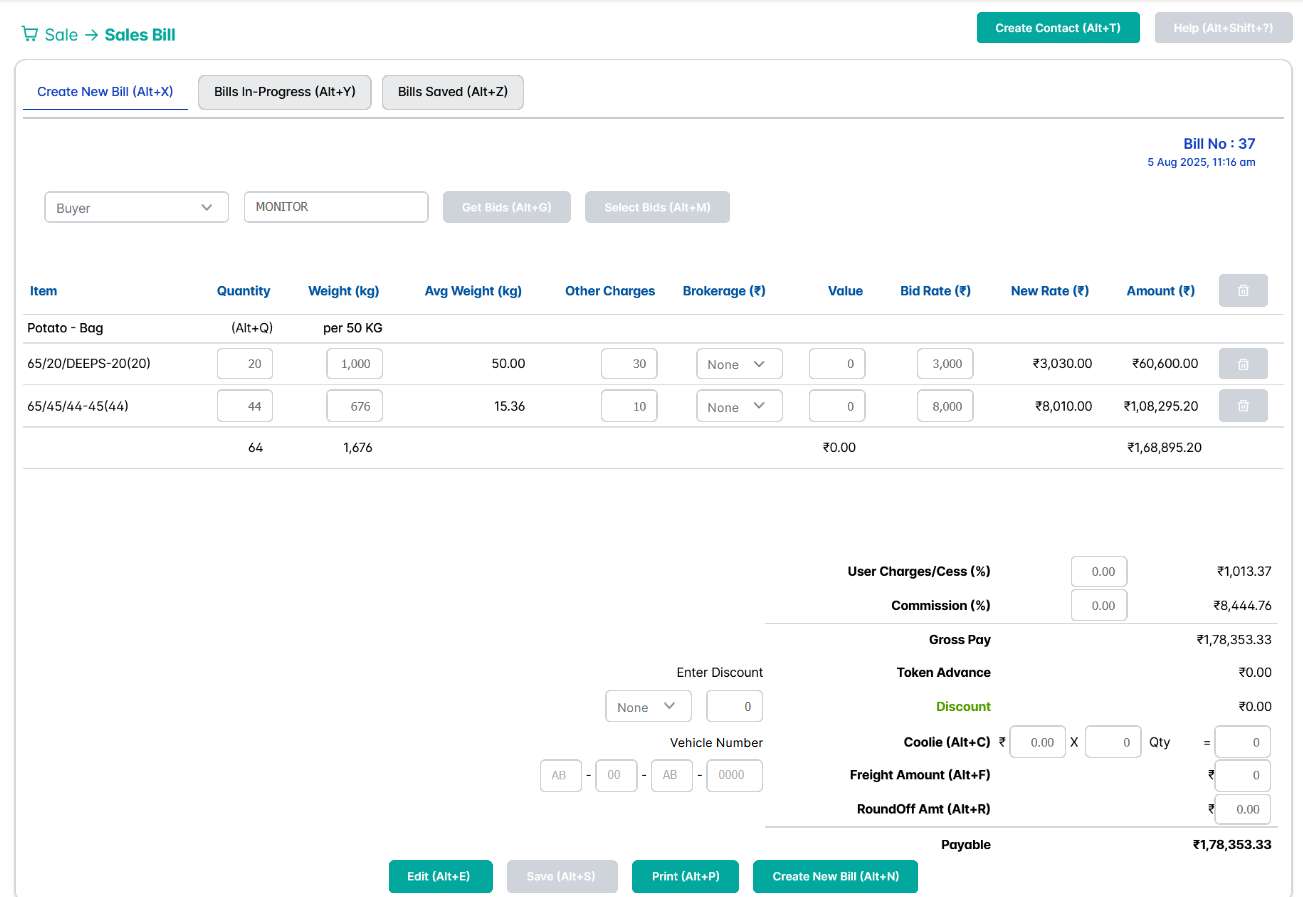 Sale → Sales Bill
Create Contact (Alt+T)
Help (Alt+Shift+?)
Create New Bill (Alt+X)
Bills In-Progress (Alt+Y)
Bills Saved (Alt+Z)
Bill No : 37
5 Aug 2025, 11:16 am
Buyer
MONITOR
Get Bids (Alt+G)
Select Bids (Alt+M)
Item Quantity Weight (kg) Avg Weight (kg) Other Charges Brokerage (₹) Value Bid Rate (₹) New Rate (₹) Amount (₹)
Potato - Bag (Alt+Q) per 50 KG
65/20/DEEPS-20(20) 20 1,000 50.00 30 None 0 3,000 ₹3,030.00 ₹60,600.00
65/45/44-45(44) 44 676 15.36 10 None 0 8,000 ₹8,010.00 ₹1,08,295.20
64 1,676 ₹0.00 ₹1,68,895.20
User Charges/Cess (%) 0.00 ₹1,013.37
Commission (%) 0.00 ₹8,444.76
Gross Pay ₹1,78,353.33
Enter Discount
Token Advance ₹0.00
None 0
Discount ₹0.00
Vehicle Number
Coolie (Alt+C) ₹ 0.00 X 0 Qty = 0
AB - 00 - AB - 0000
Freight Amount (Alt+F) ₹ 0
RoundOff Amt (Alt+R) ₹ 0.00
Payable ₹1,78,353.33
Edit (Alt+E)
Save (Alt+S)
Print (Alt+P)
Create New Bill (Alt+N)